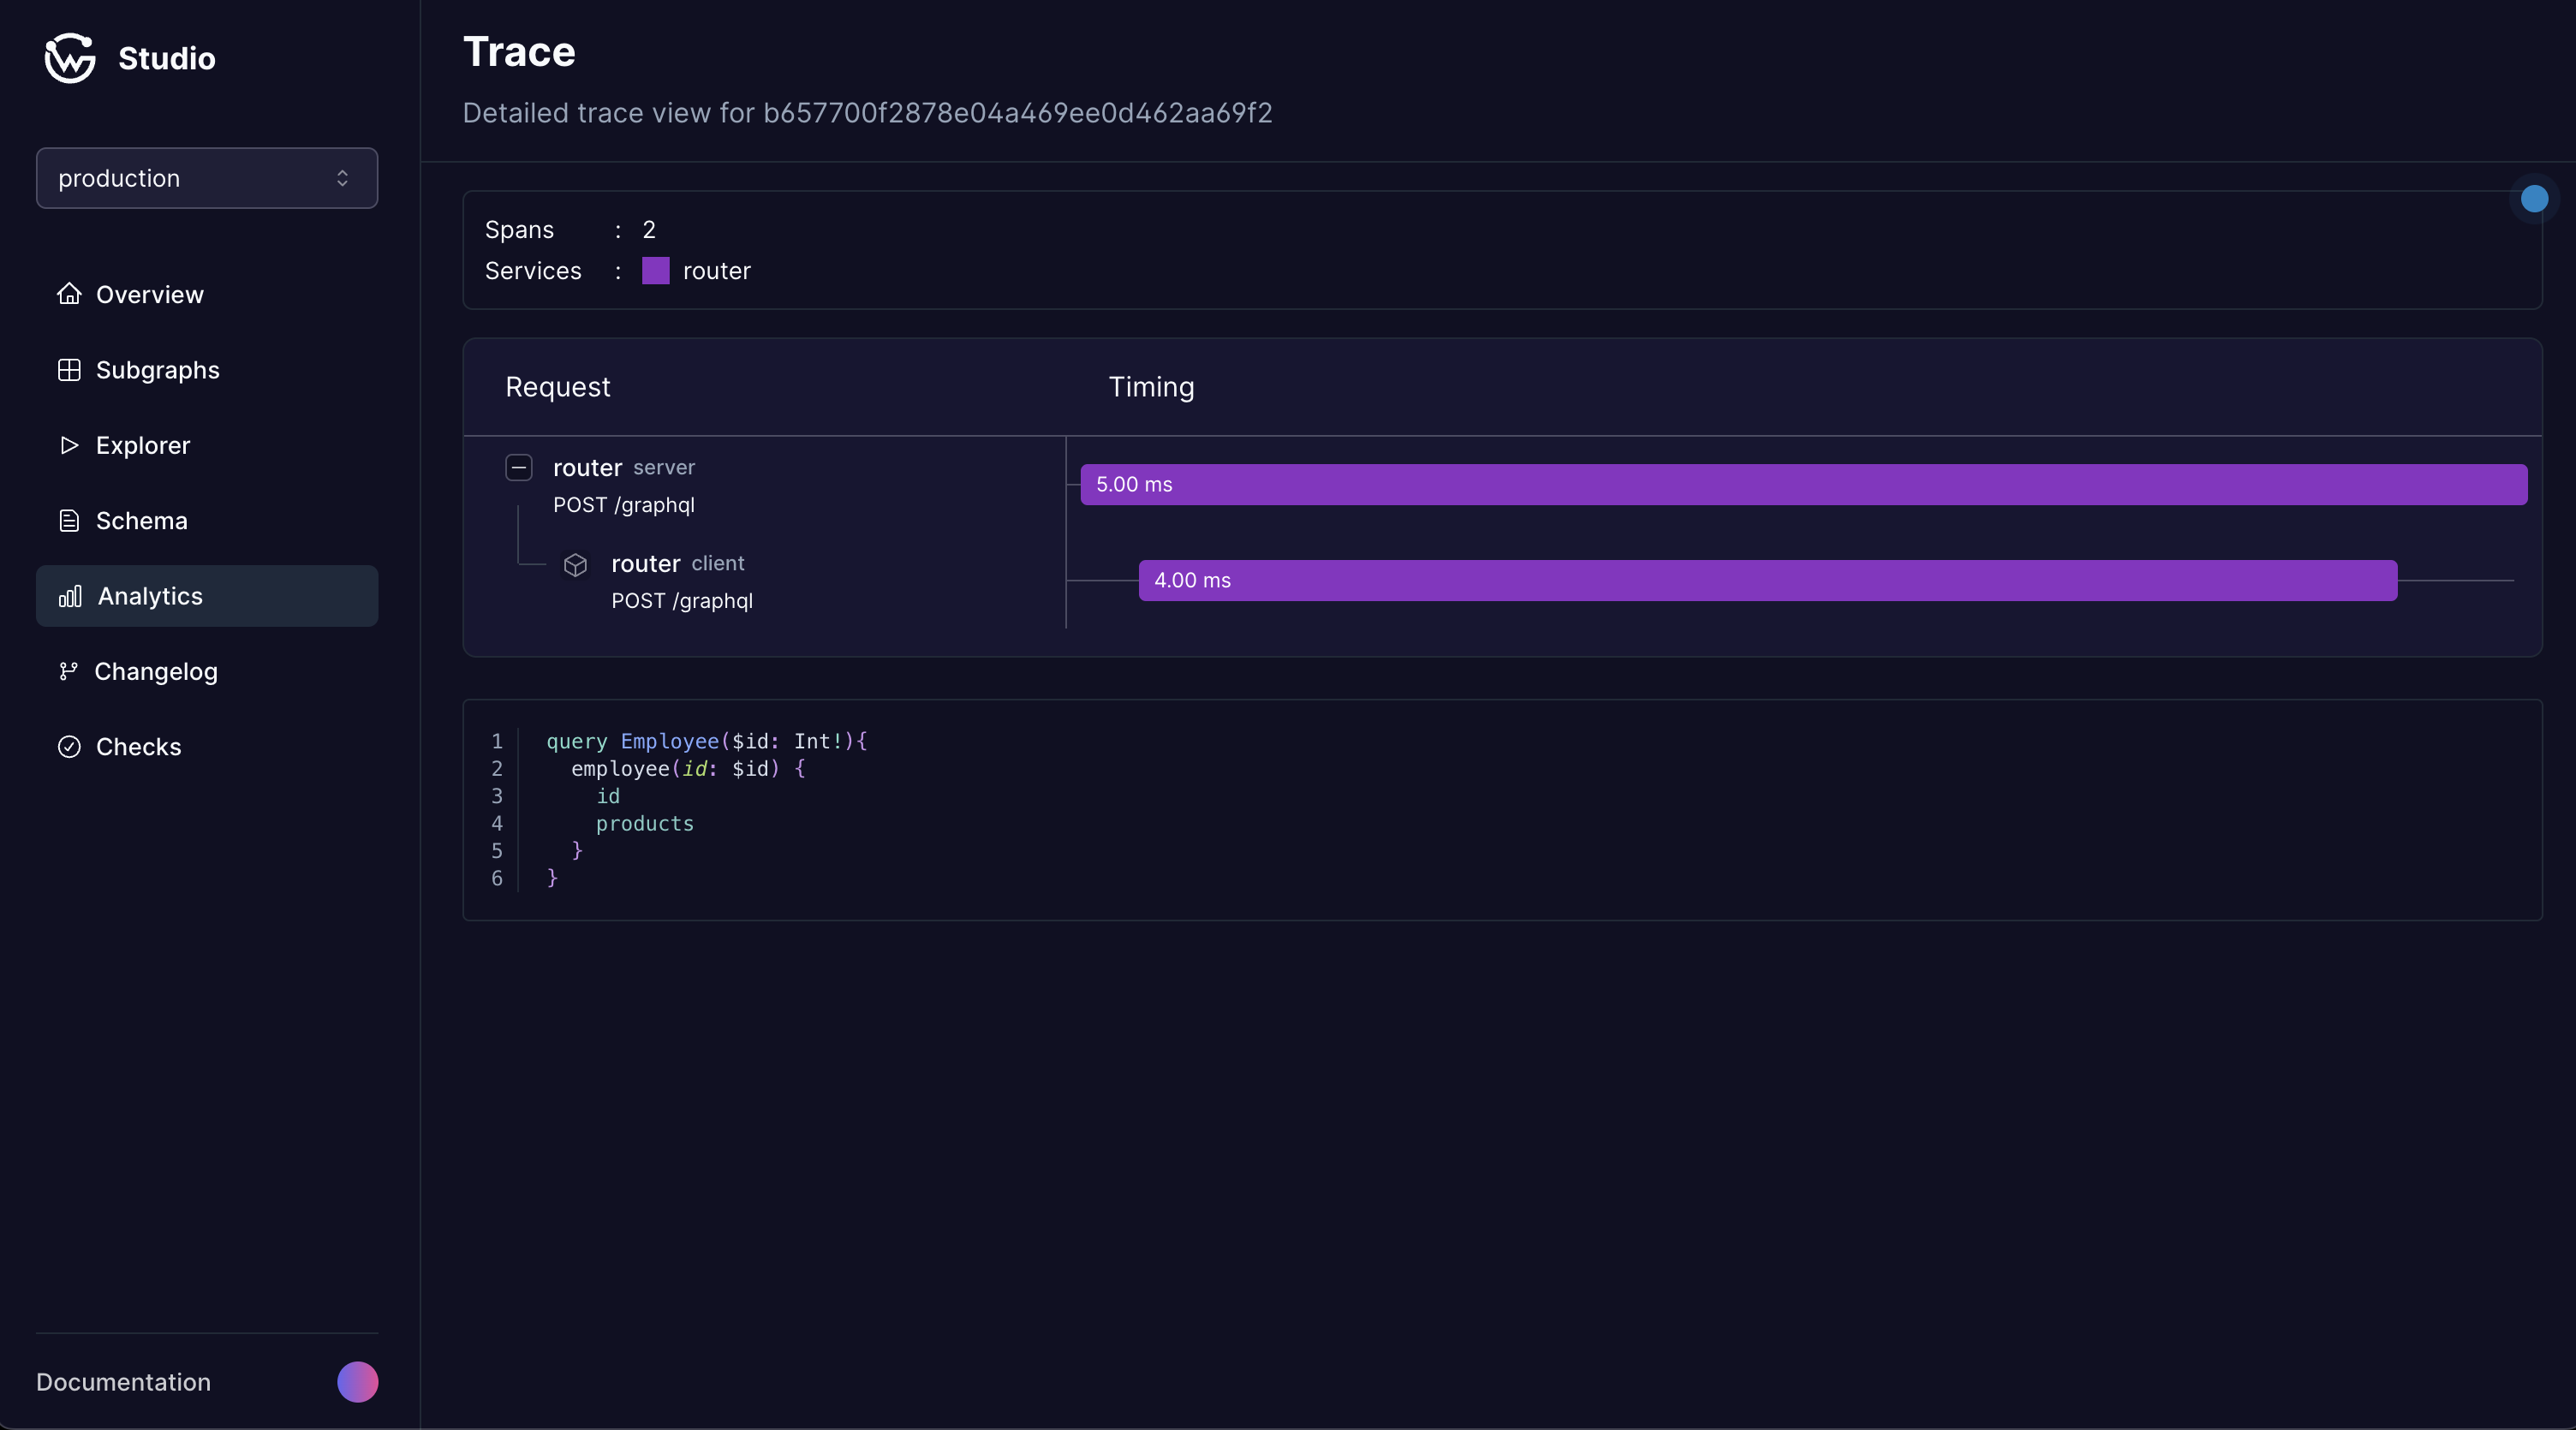 Studio
production
Overview
Subgraphs
Explorer
Schema
Analytics
Changelog
Checks
Documentation
Trace
Detailed trace view for b657700f2878e04a469ee0d462aa69f2
Spans : 2
Services : router
Request Timing
router server
POST /graphql
5.00 ms
router client
POST /graphql
4.00 ms
1 query Employee($id: Int!){
2   employee(id: $id) {
3     id
4     products
5   }
6 }